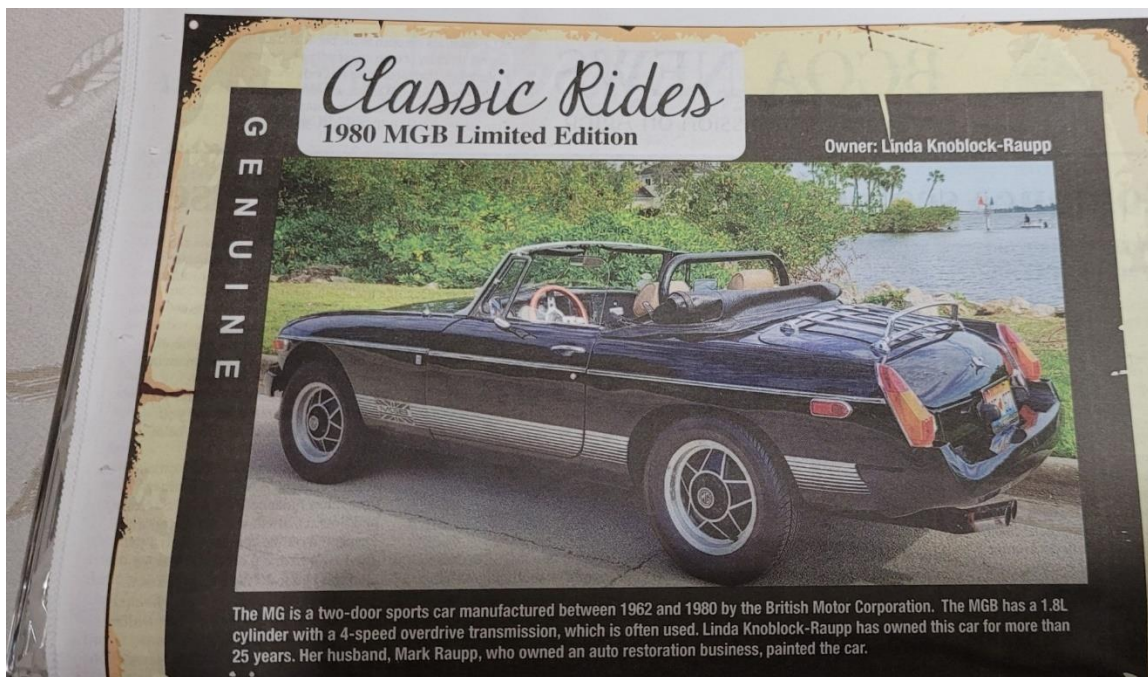 Classic Rides
1980 MGB Limited Edition
GENUINE
Owner: Linda Knoblock-Raupp
The MG is a two-door sports car manufactured between 1962 and 1980 by the British Motor Corporation. The MGB has a 1.8L
cylinder with a 4-speed overdrive transmission, which is often used. Linda Knoblock-Raupp has owned this car for more than
25 years. Her husband, Mark Raupp, who owned an auto restoration business, painted the car.